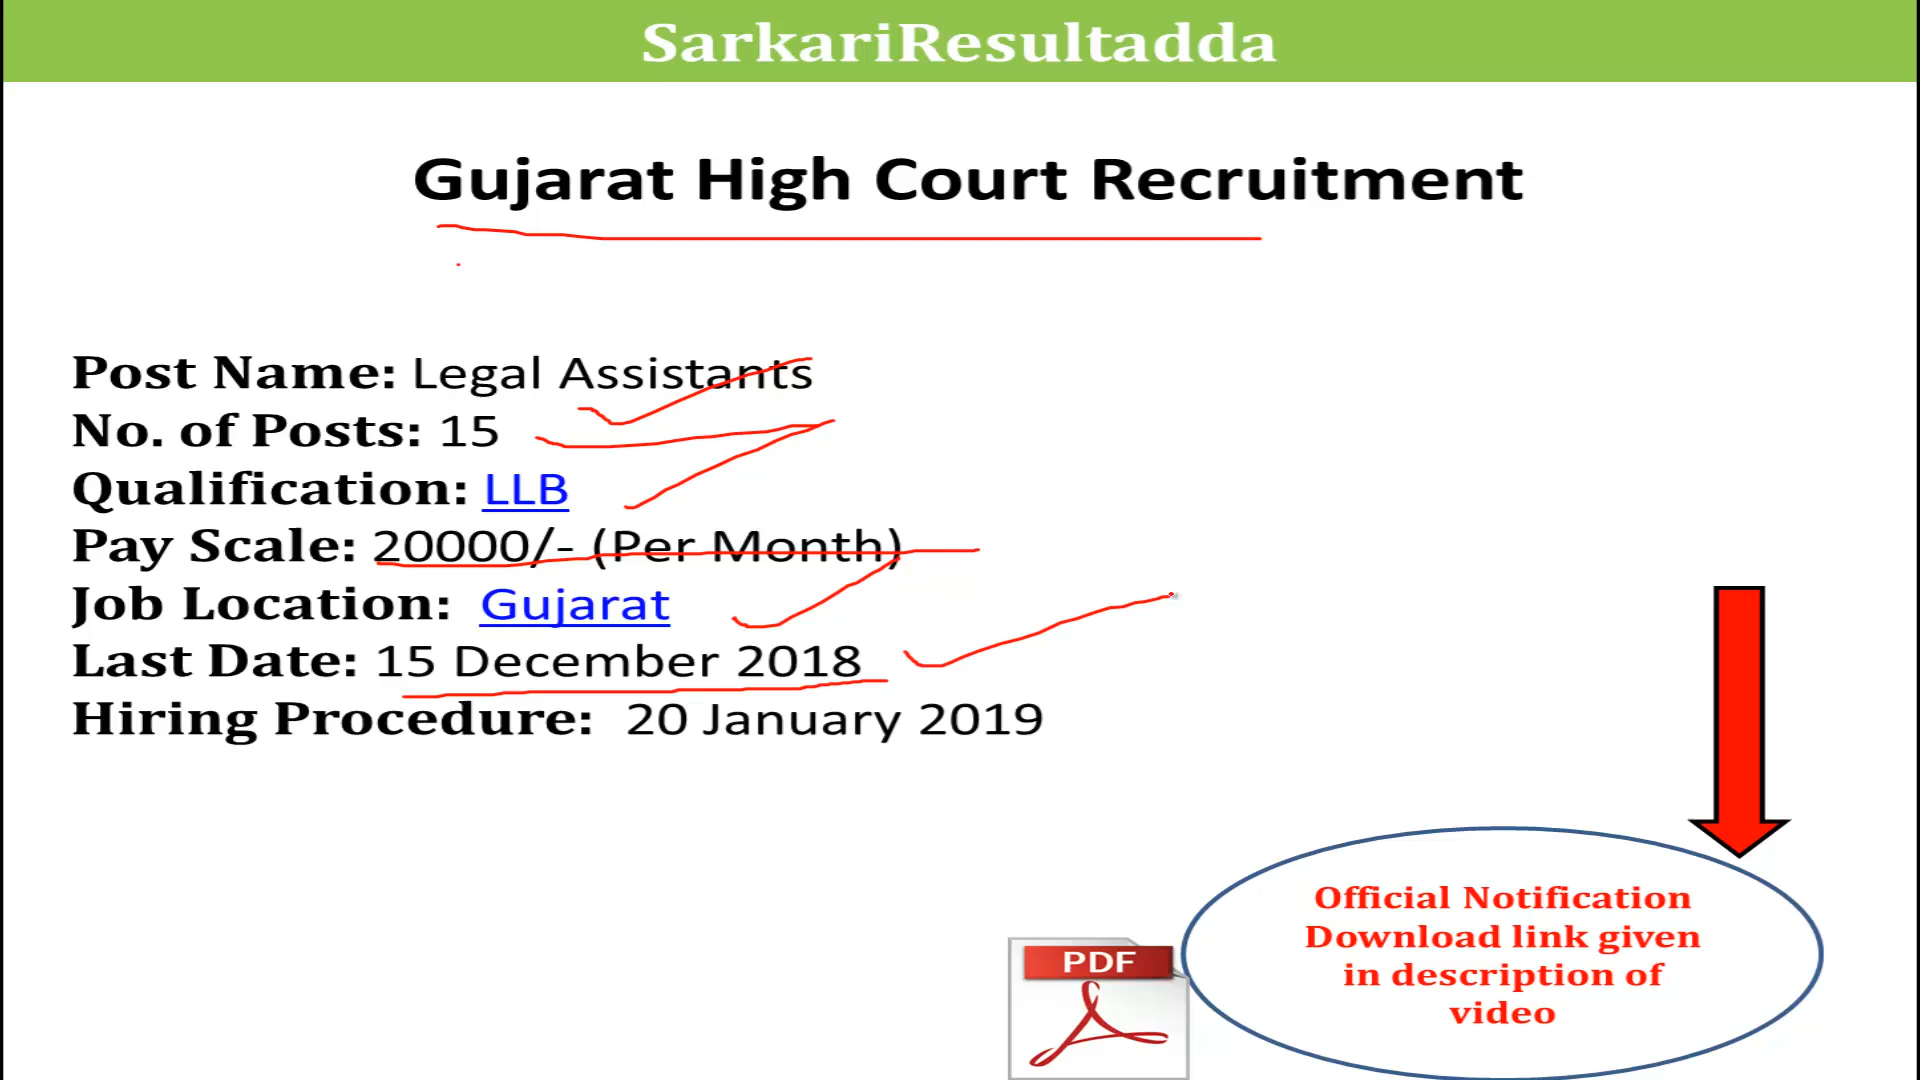 SarkariResultadda
Gujarat High Court Recruitment
Post Name: Legal Assistants
No. of Posts: 15
Qualification: LLB
Pay Scale: 20000/- (Per Month)
Job Location: Gujarat
Last Date: 15 December 2018
Hiring Procedure: 20 January 2019
PDF
Official Notification
Download link given
in description of
video